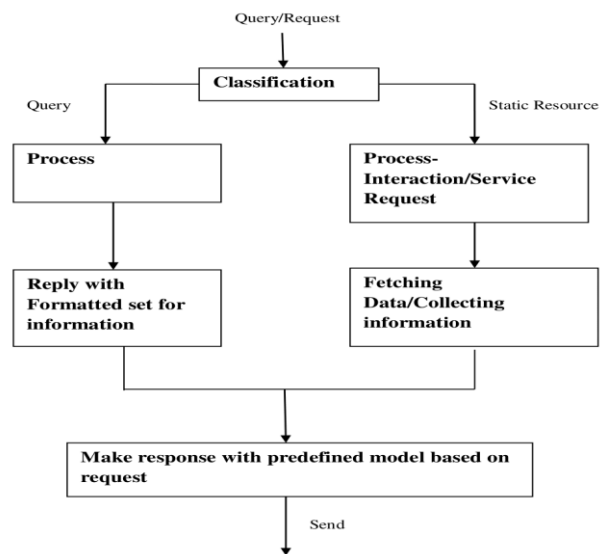 Query/Request
Classification
Query
Static Resource
Process
Process-
Interaction/Service
Request
Reply with
Formatted set for
information
Fetching
Data/Collecting
information
Make response with predefined model based on
request
Send